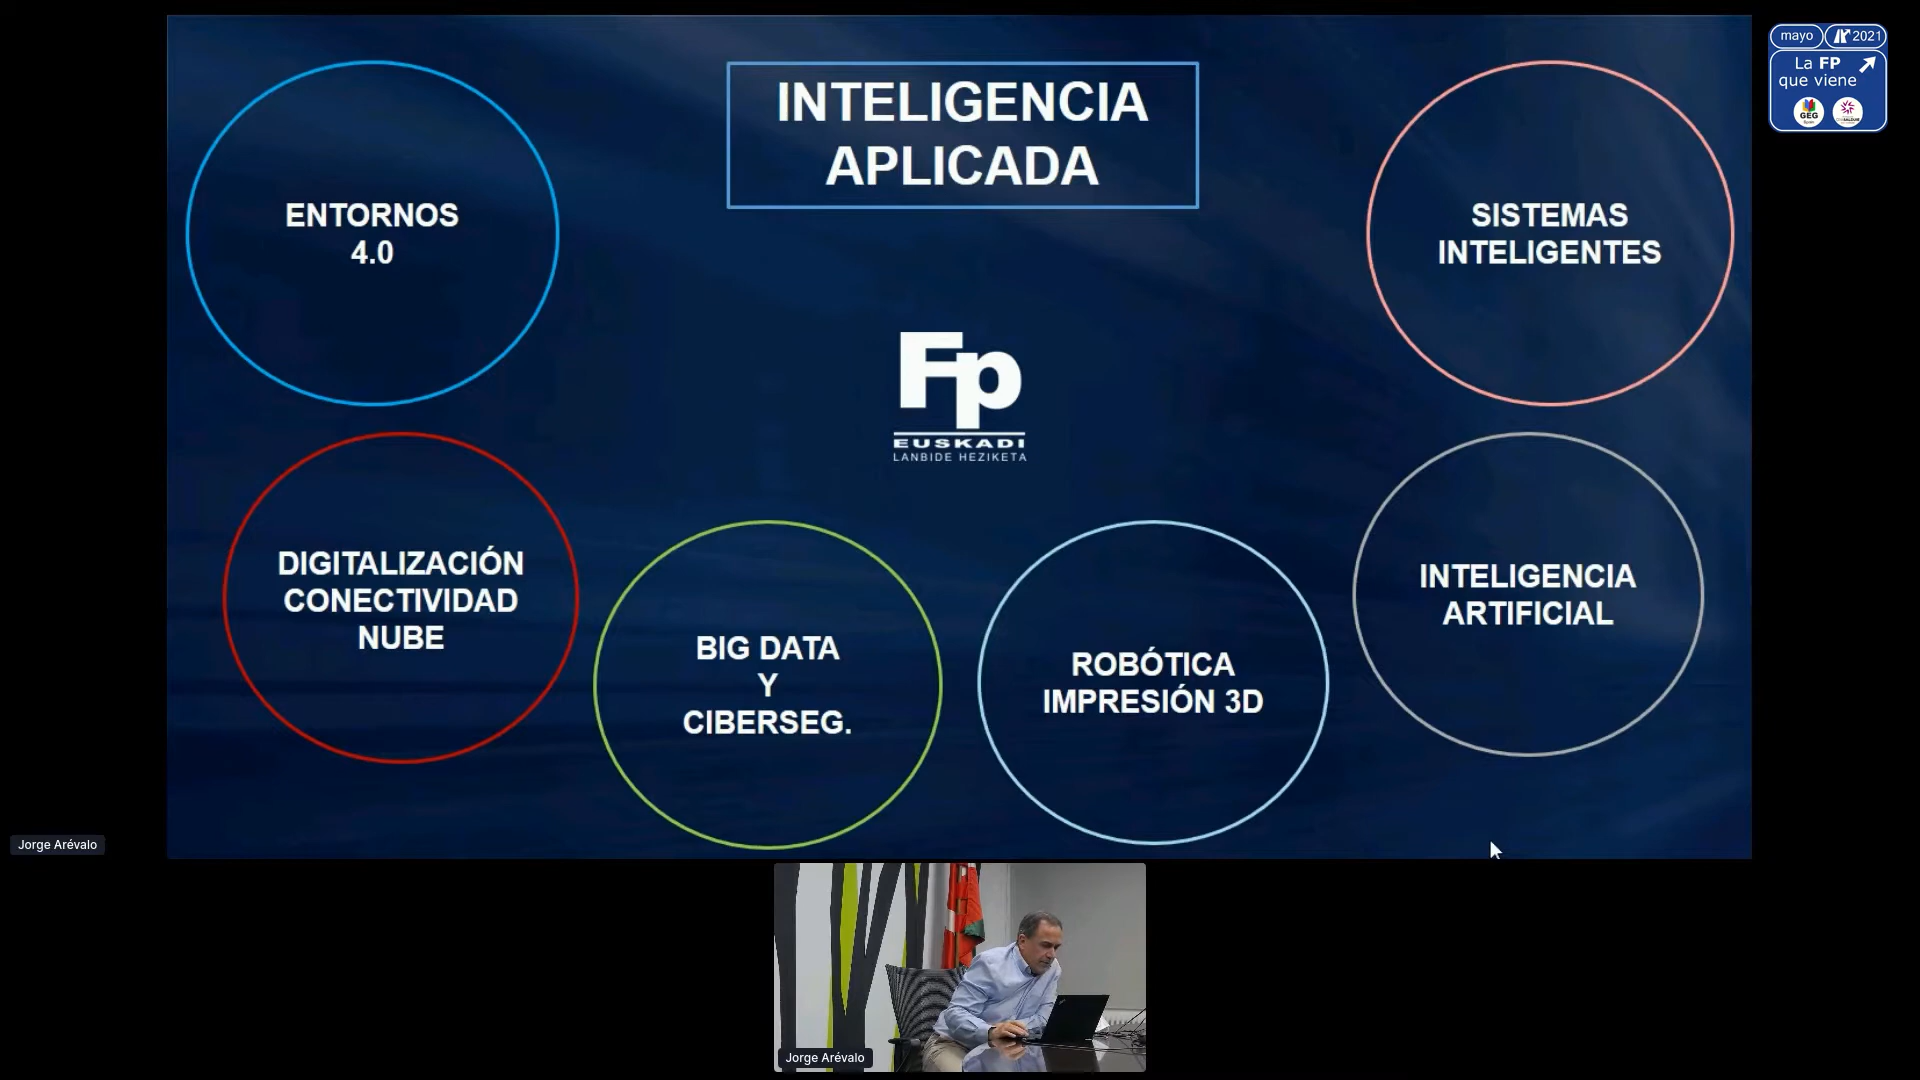 INTELIGENCIA
APLICADA
ENTORNOS
4.0
SISTEMAS
INTELIGENTES
Fp
EUSKADI
LANBIDE HEZIKETA
DIGITALIZACIÓN
CONECTIVIDAD
NUBE
BIG DATA
Y
CIBERSEG.
ROBÓTICA
IMPRESIÓN 3D
INTELIGENCIA
ARTIFICIAL
mayo
2021
La FP
que viene
GEG
Jorge Arévalo
Jorge Arévalo